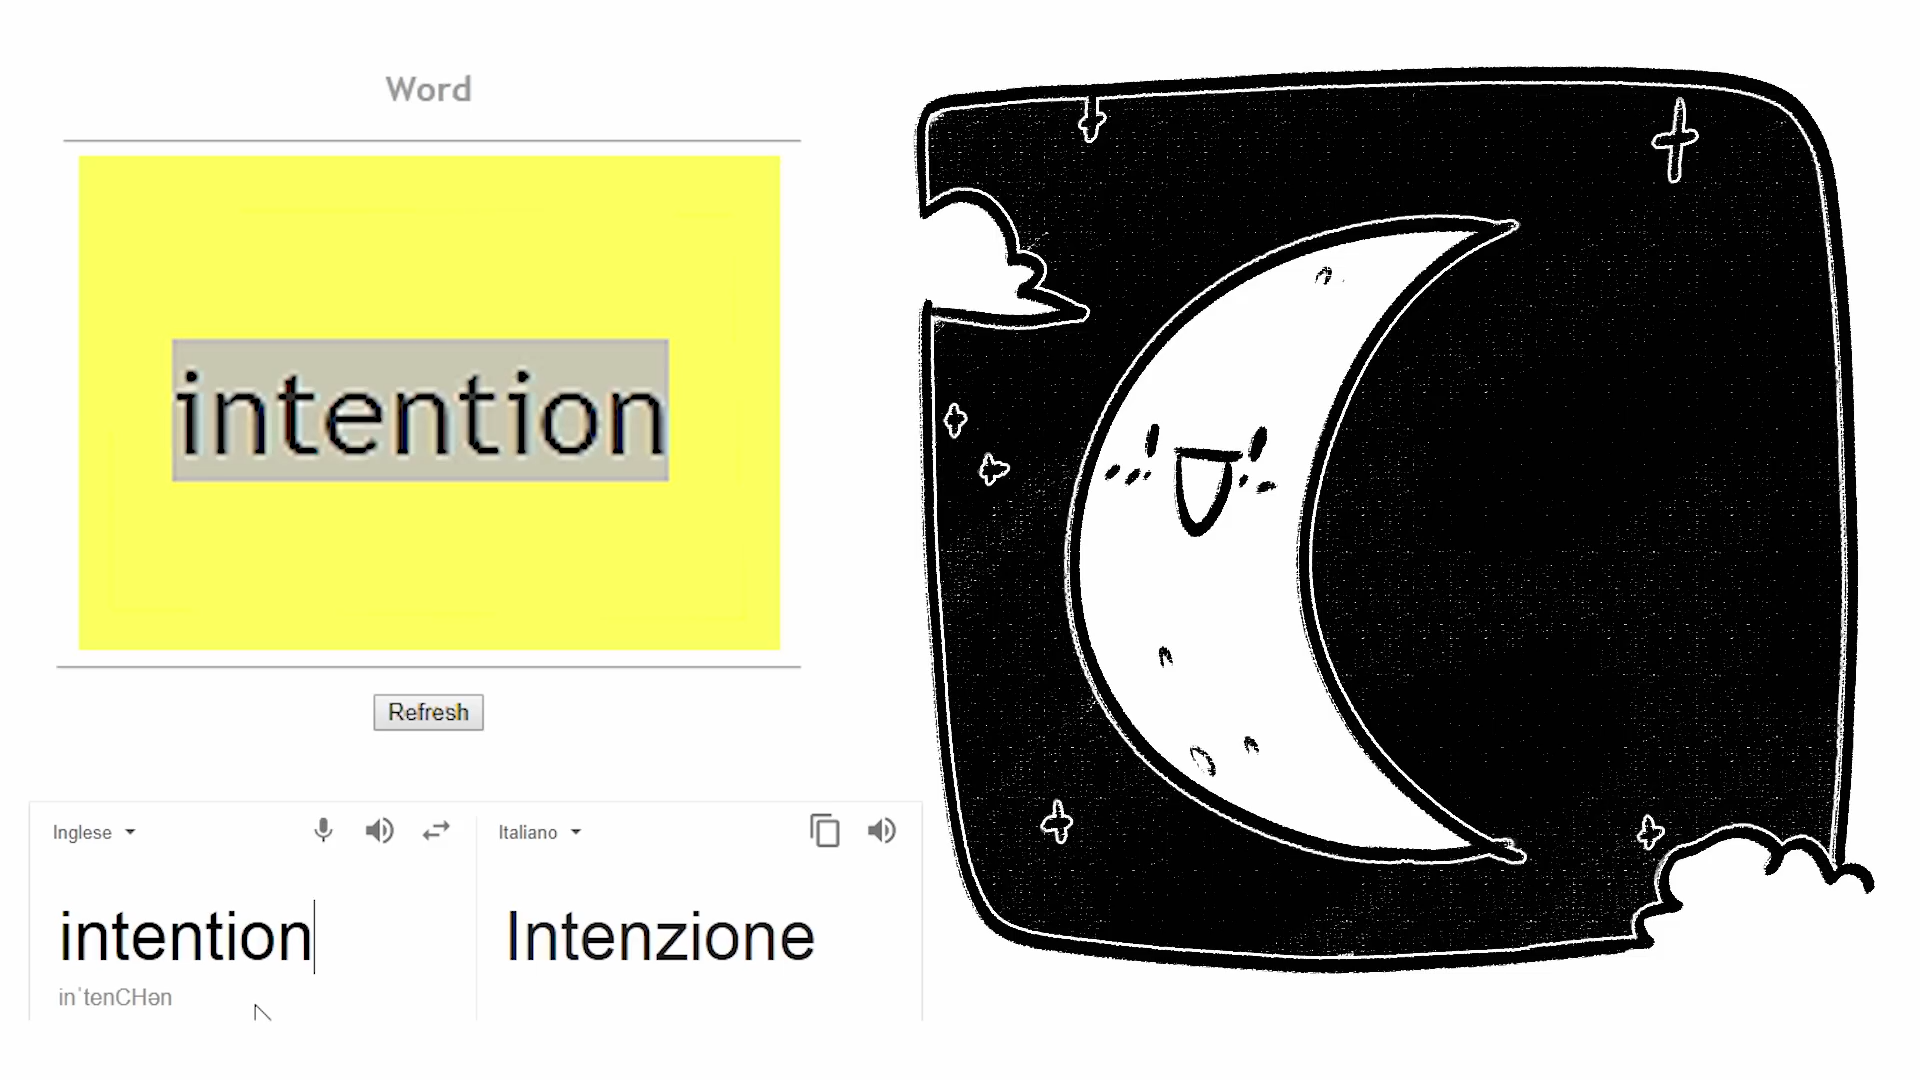 Word
intention
Refresh
Inglese
Italiano
intention
Intenzione
inˈtenCHən